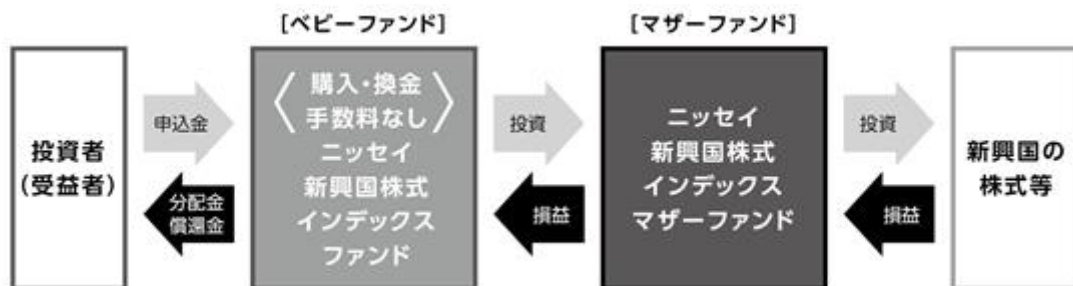 [ベビーファンド]
[マザーファンド]
投資者
(受益者)
申込金
分配金
償還金
〈購入・換金
手数料なし〉
ニッセイ
新興国株式
インデックス
ファンド
投資
損益
ニッセイ
新興国株式
インデックス
マザーファンド
投資
損益
新興国の
株式等